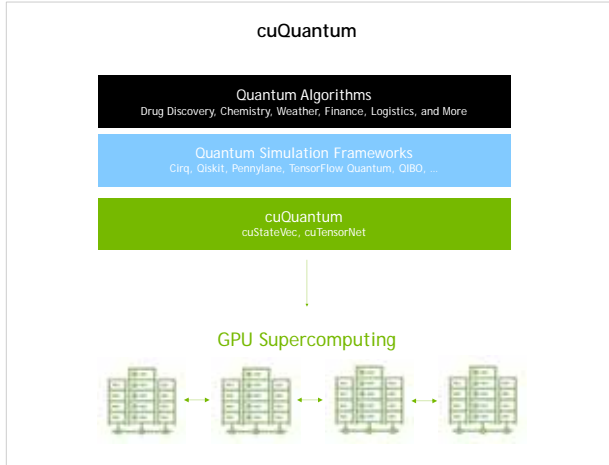 cuQuantum
Quantum Algorithms
Drug Discovery, Chemistry, Weather, Finance, Logistics, and More
Quantum Simulation Frameworks
Cirq, Qiskit, Pennylane, TensorFlow Quantum, QIBO, ...
cuQuantum
cuStateVec, cuTensorNet
GPU Supercomputing